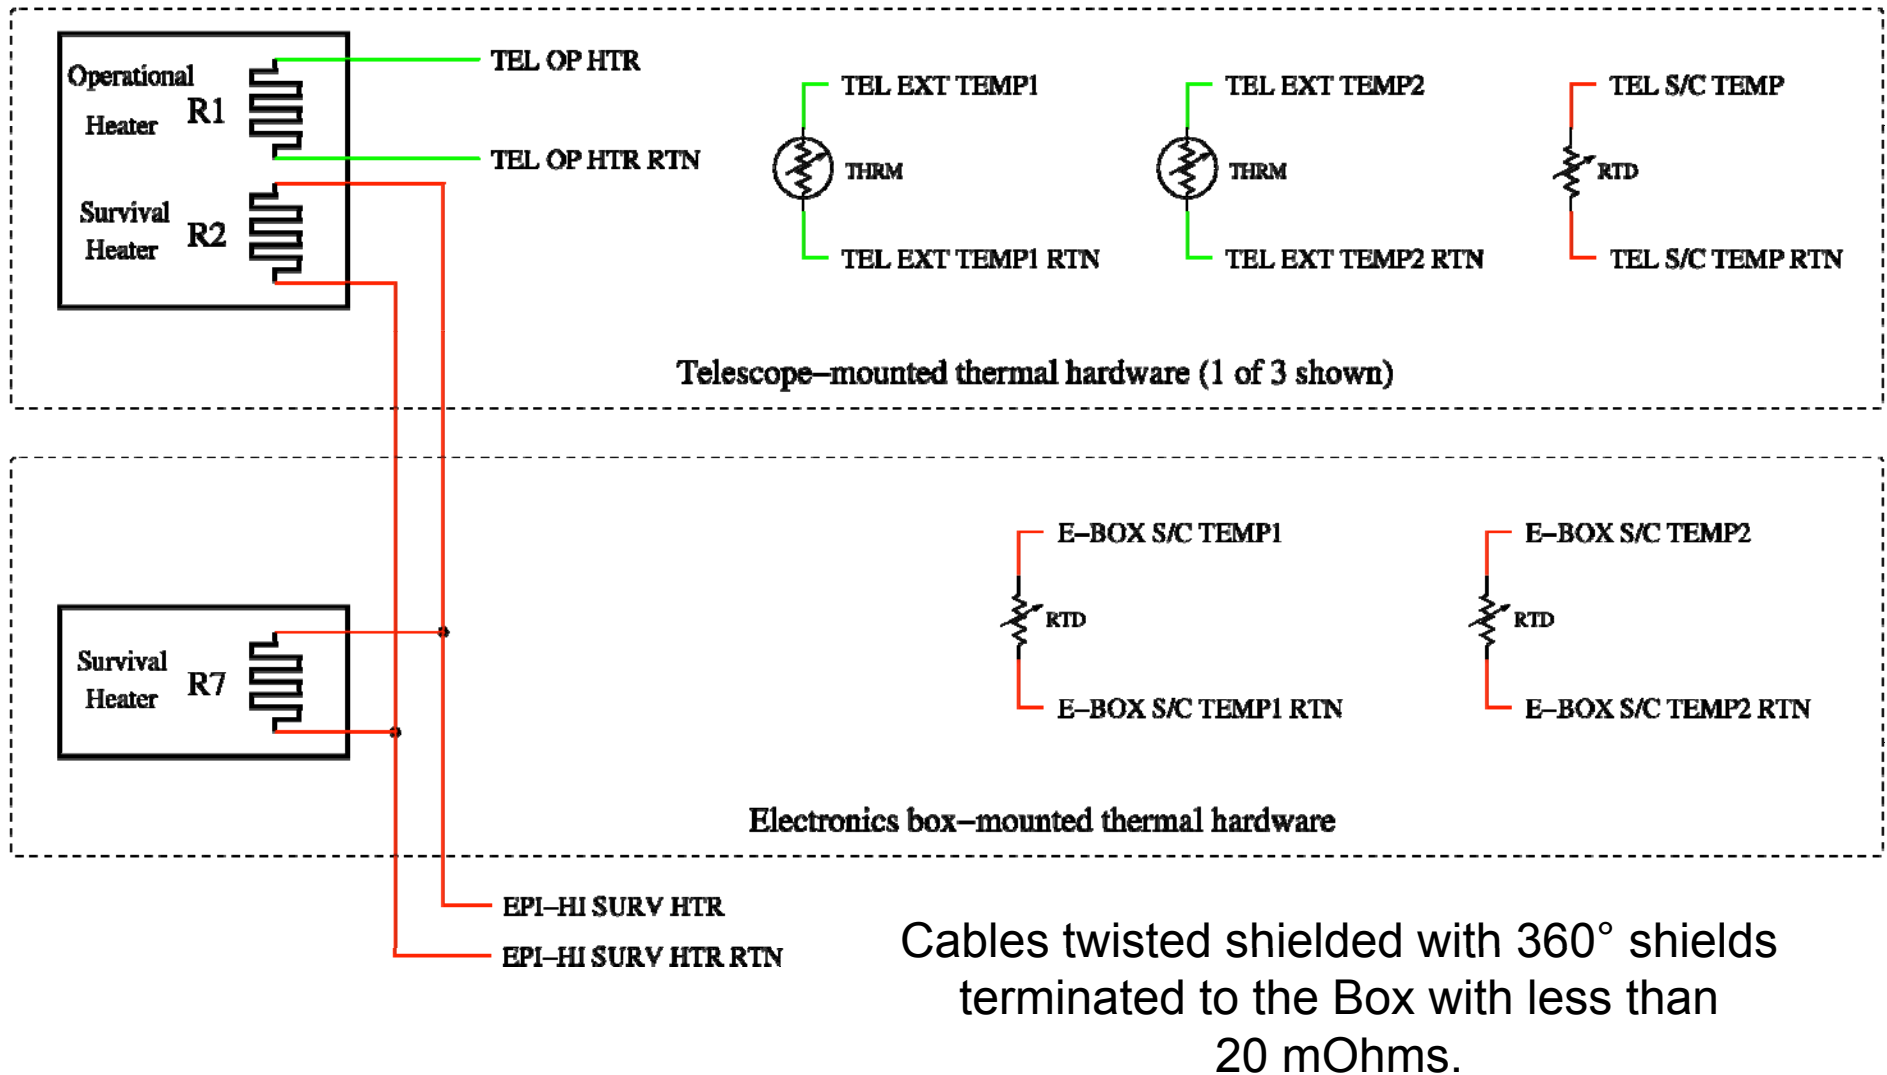 Operational
Heater
R1
TEL OP HTR
TEL OP HTR RTN
Survival
Heater
R2
TEL EXT TEMP1
THRM
TEL EXT TEMP1 RTN
TEL EXT TEMP2
THRM
TEL EXT TEMP2 RTN
TEL S/C TEMP
RTD
TEL S/C TEMP RTN
Telescope–mounted thermal hardware (1 of 3 shown)
Survival
Heater
R7
E–BOX S/C TEMP1
RTD
E–BOX S/C TEMP1 RTN
E–BOX S/C TEMP2
RTD
E–BOX S/C TEMP2 RTN
Electronics box–mounted thermal hardware
EPI–HI SURV HTR
EPI–HI SURV HTR RTN
Cables twisted shielded with 360° shields
terminated to the Box with less than
20 mOhms.